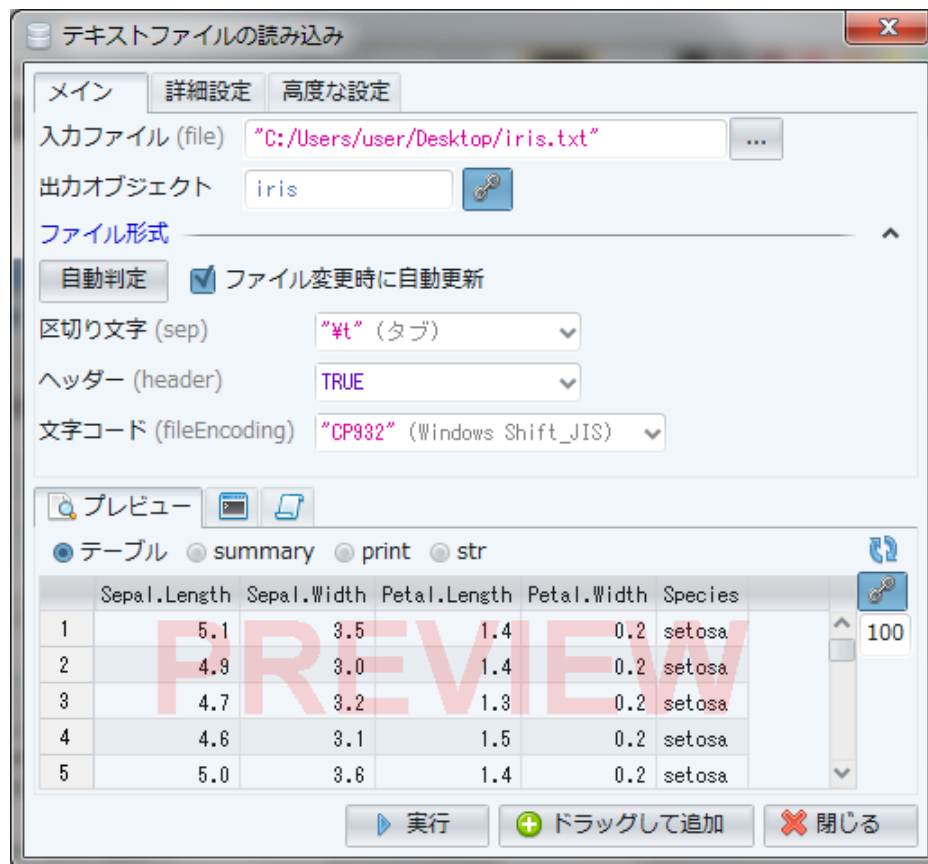 テキストファイルの読み込み
メイン 詳細設定 高度な設定
入力ファイル (file) "C:/Users/user/Desktop/iris.txt" ...
出力オブジェクト iris
ファイル形式
自動判定 ファイル変更時に自動更新
区切り文字 (sep) "¥t" (タブ)
ヘッダー (header) TRUE
文字コード (fileEncoding) "CP932" (Windows Shift_JIS)
プレビュー
テーブル summary print str
Sepal.Length Sepal.Width Petal.Length Petal.Width Species
1 5.1 3.5 1.4 0.2 setosa 100
2 4.9 3.0 1.4 0.2 setosa
PREVIEW
3 4.7 3.2 1.3 0.2 setosa
4 4.6 3.1 1.5 0.2 setosa
5 5.0 3.6 1.4 0.2 setosa
実行 ドラッグして追加 閉じる